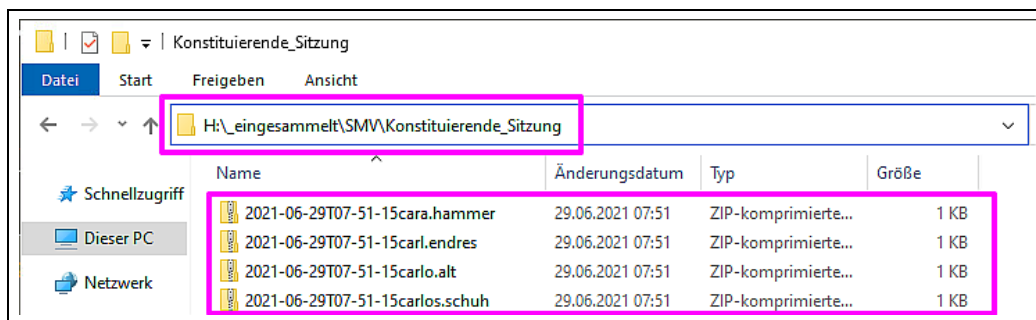 Konstituierende_Sitzung
Datei Start Freigeben Ansicht
H:\_eingesammelt\SMV\Konstituierende_Sitzung
Name Änderungsdatum Typ Größe
Schnellzugriff
2021-06-29T07-51-15cara.hammer 29.06.2021 07:51 ZIP-komprimierte... 1 KB
Dieser PC 2021-06-29T07-51-15carl.endres 29.06.2021 07:51 ZIP-komprimierte... 1 KB
2021-06-29T07-51-15carlo.alt 29.06.2021 07:51 ZIP-komprimierte... 1 KB
Netzwerk
2021-06-29T07-51-15carlos.schuh 29.06.2021 07:51 ZIP-komprimierte... 1 KB